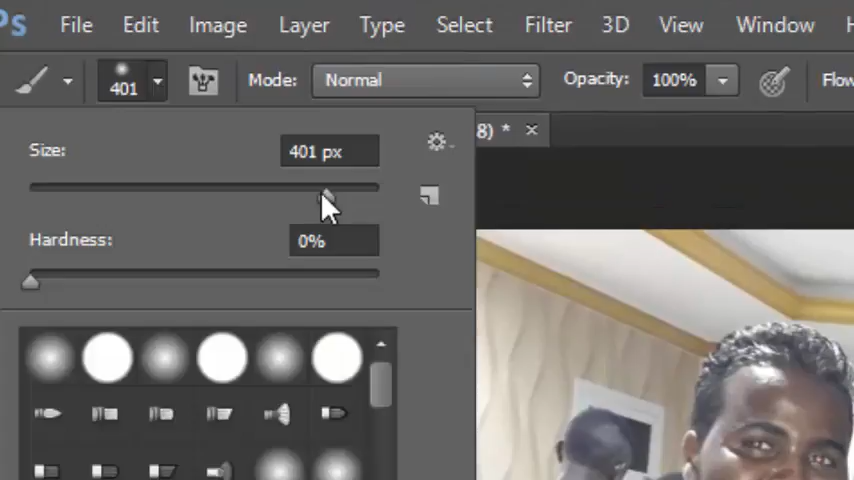 Ps File Edit Image Layer Type Select Filter 3D View Window H
401 Mode: Normal Opacity: 100% Flow
8) * ×
Size: 401 px
Hardness: 0%